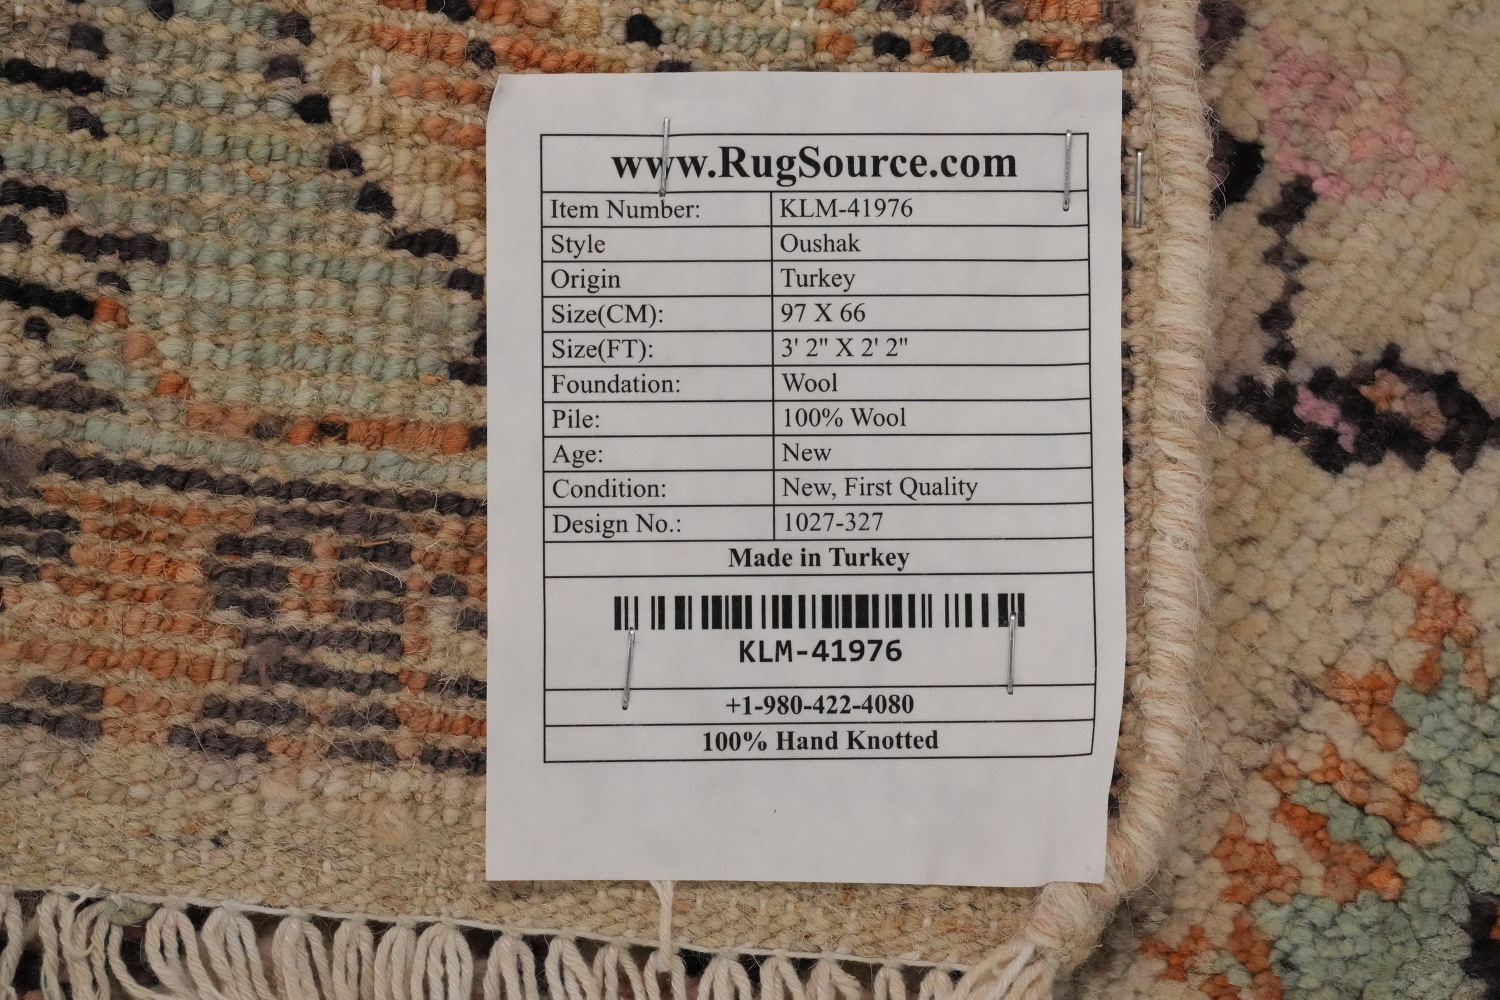 www.RugSource.com
Item Number: KLM-41976
Style Oushak
Origin Turkey
Size(CM): 97 X 66
Size(FT): 3' 2" X 2' 2"
Foundation: Wool
Pile: 100% Wool
Age: New
Condition: New, First Quality
Design No.: 1027-327
Made in Turkey
KLM-41976
+1-980-422-4080
100% Hand Knotted